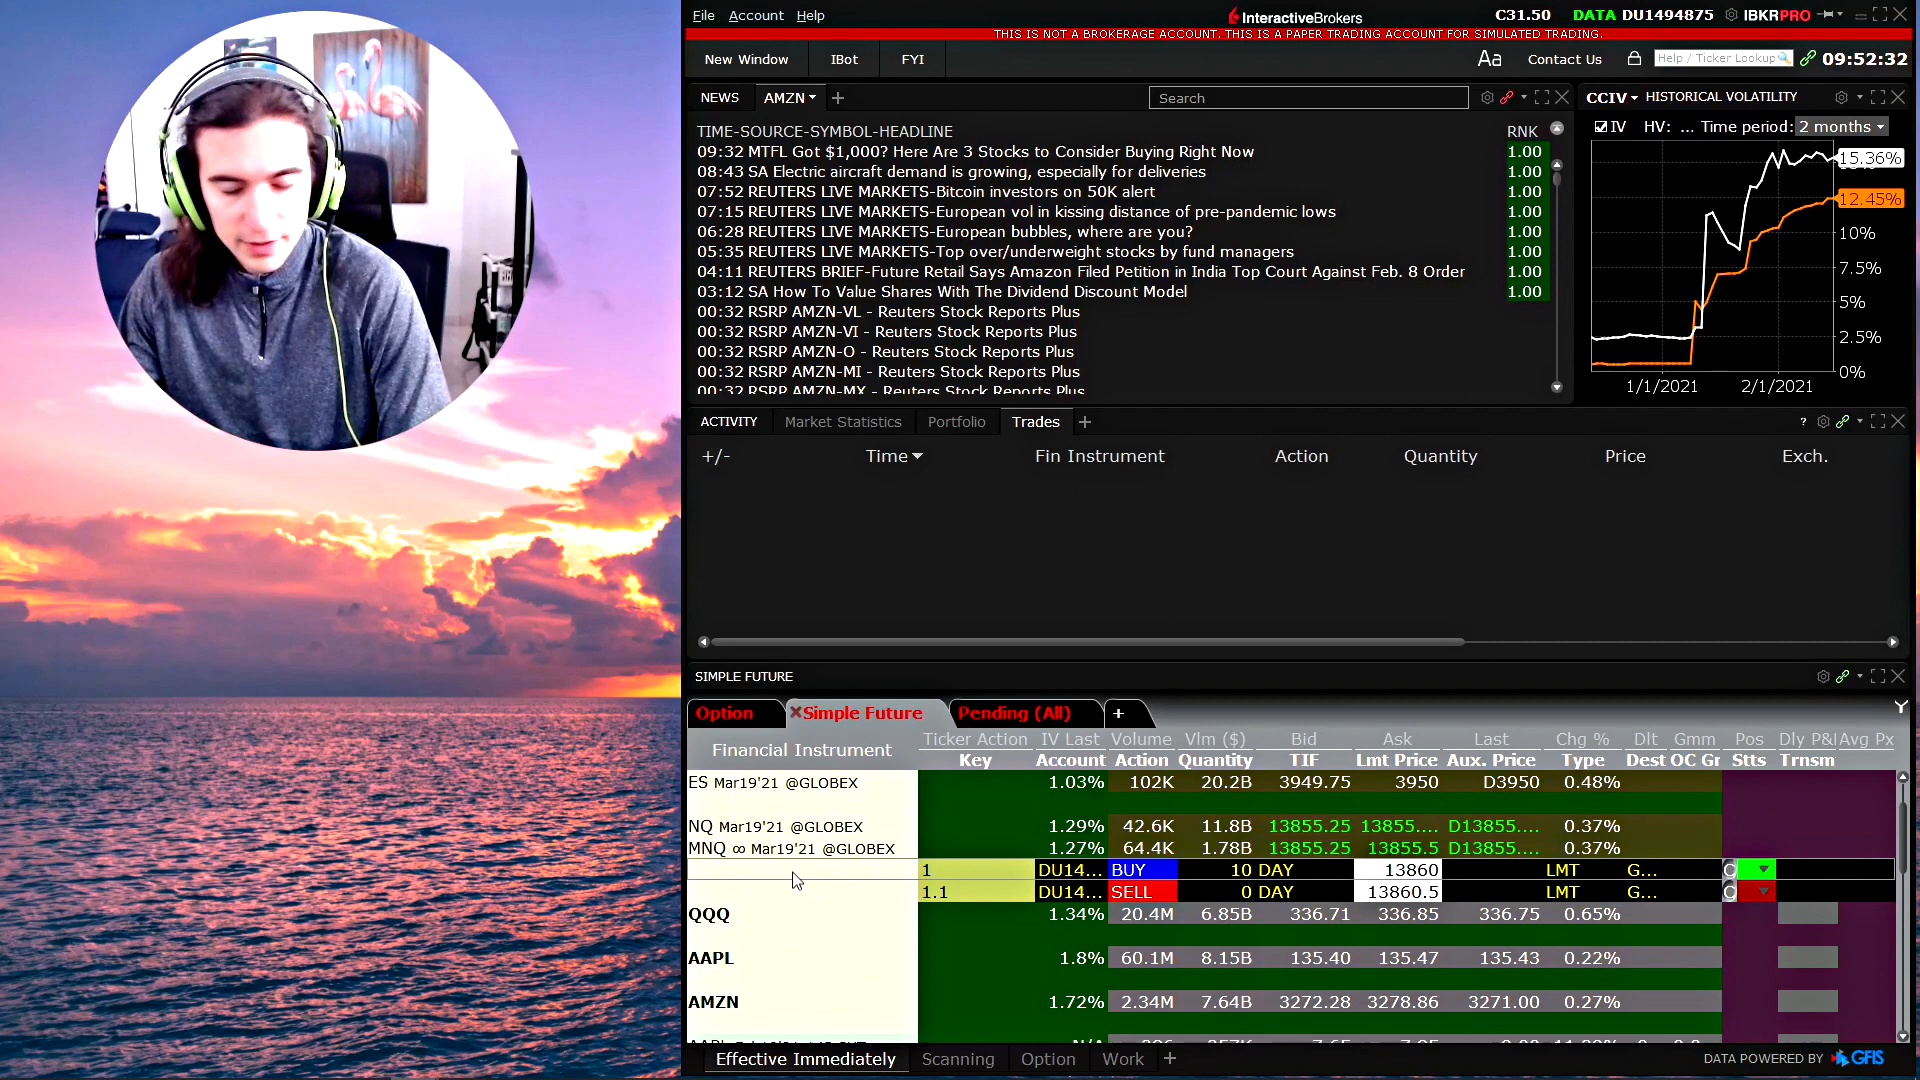 File Account Help
InteractiveBrokers
C31.50 DATA DU1494875 IBKRPRO
THIS IS NOT A BROKERAGE ACCOUNT. THIS IS A PAPER TRADING ACCOUNT FOR SIMULATED TRADING.
New Window IBot FYI
Aa Contact Us Help / Ticker Lookup 09:52:32
NEWS AMZN + Search
TIME-SOURCE-SYMBOL-HEADLINE RNK
09:32 MTFL Got $1,000? Here Are 3 Stocks to Consider Buying Right Now 1.00
08:43 SA Electric aircraft demand is growing, especially for deliveries 1.00
07:52 REUTERS LIVE MARKETS-Bitcoin investors on 50K alert 1.00
07:15 REUTERS LIVE MARKETS-European vol in kissing distance of pre-pandemic lows 1.00
06:28 REUTERS LIVE MARKETS-European bubbles, where are you? 1.00
05:35 REUTERS LIVE MARKETS-Top over/underweight stocks by fund managers 1.00
04:11 REUTERS BRIEF-Future Retail Says Amazon Filed Petition in India Top Court Against Feb. 8 Order 1.00
03:12 SA How To Value Shares With The Dividend Discount Model 1.00
00:32 RSRP AMZN-VL - Reuters Stock Reports Plus
00:32 RSRP AMZN-VI - Reuters Stock Reports Plus
00:32 RSRP AMZN-O - Reuters Stock Reports Plus
00:32 RSRP AMZN-MI - Reuters Stock Reports Plus
00:32 RSRP AMZN-MX - Reuters Stock Reports Plus
CCIV HISTORICAL VOLATILITY
IV HV: ... Time period: 2 months
15.36%
12.45%
10%
7.5%
5%
2.5%
0%
1/1/2021 2/1/2021
ACTIVITY Market Statistics Portfolio Trades + ?
+/- Time Fin Instrument Action Quantity Price Exch.
SIMPLE FUTURE
Option Simple Future Pending (All) +
Financial Instrument
Ticker Action IV Last Volume Vlm ($) Bid Ask Last Chg % Dlt Gmm Pos Dly P&L Avg Px
Key Account Action Quantity TIF Lmt Price Aux. Price Type Dest OC Gr Stts Trnsm
ES Mar19'21 @GLOBEX 1.03% 102K 20.2B 3949.75 3950 D3950 0.48%
NQ Mar19'21 @GLOBEX 1.29% 42.6K 11.8B 13855.25 13855.... D13855.... 0.37%
MNQ ∞ Mar19'21 @GLOBEX 1.27% 64.4K 1.78B 13855.25 13855.5 D13855.... 0.37%
1 DU14... BUY 10 DAY 13860 LMT G... C
1.1 DU14... SELL 0 DAY 13860.5 LMT G... C
QQQ 1.34% 20.4M 6.85B 336.71 336.85 336.75 0.65%
AAPL 1.8% 60.1M 8.15B 135.40 135.47 135.43 0.22%
AMZN 1.72% 2.34M 7.64B 3272.28 3278.86 3271.00 0.27%
Effective Immediately Scanning Option Work +
DATA POWERED BY GFIS